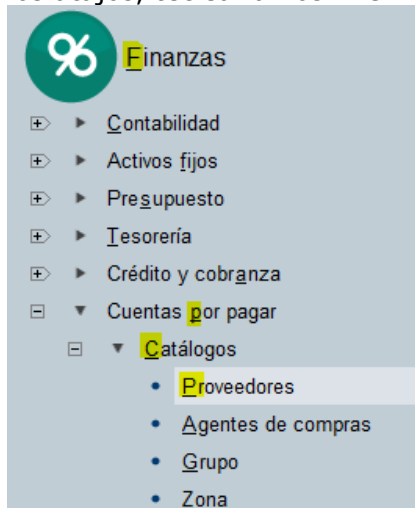 Finanzas
Contabilidad
Activos fijos
Presupuesto
Tesorería
Crédito y cobranza
Cuentas por pagar
Catálogos
Proveedores
Agentes de compras
Grupo
Zona